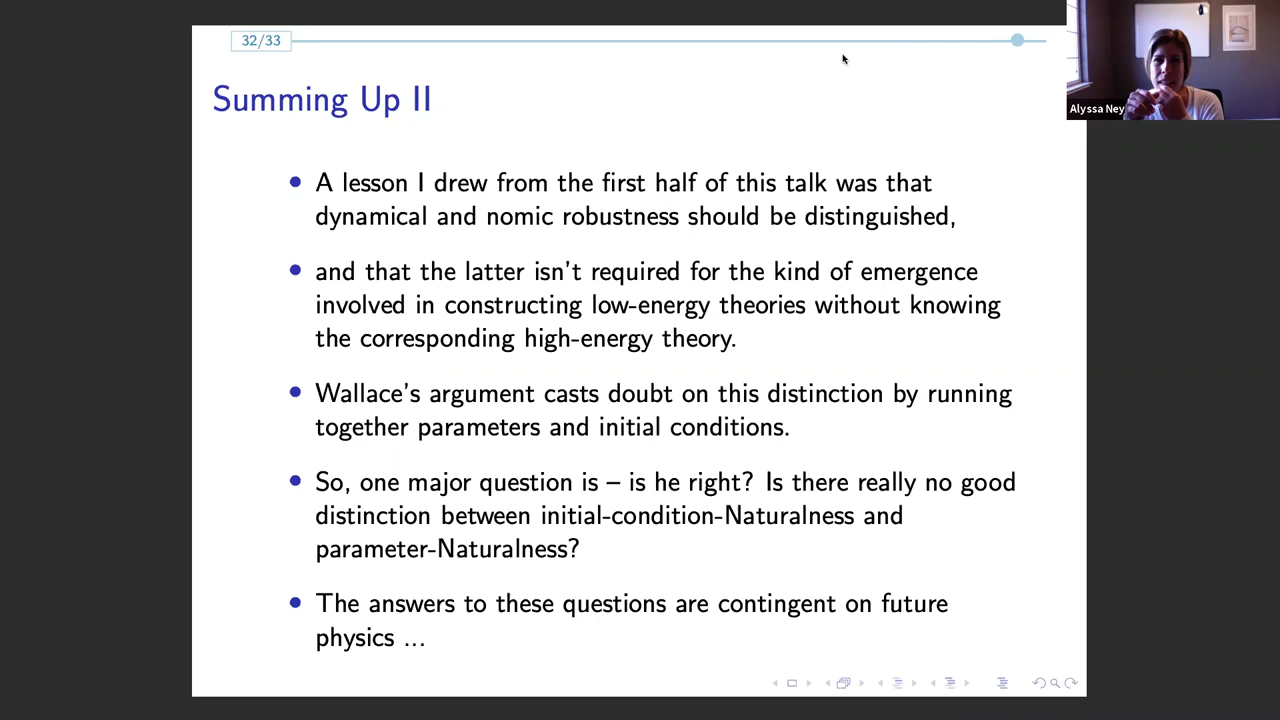 32/33
Alyssa Ney
Summing Up II
• A lesson I drew from the first half of this talk was that
dynamical and nomic robustness should be distinguished,
• and that the latter isn't required for the kind of emergence
involved in constructing low-energy theories without knowing
the corresponding high-energy theory.
• Wallace's argument casts doubt on this distinction by running
together parameters and initial conditions.
• So, one major question is – is he right? Is there really no good
distinction between initial-condition-Naturalness and
parameter-Naturalness?
• The answers to these questions are contingent on future
physics ...